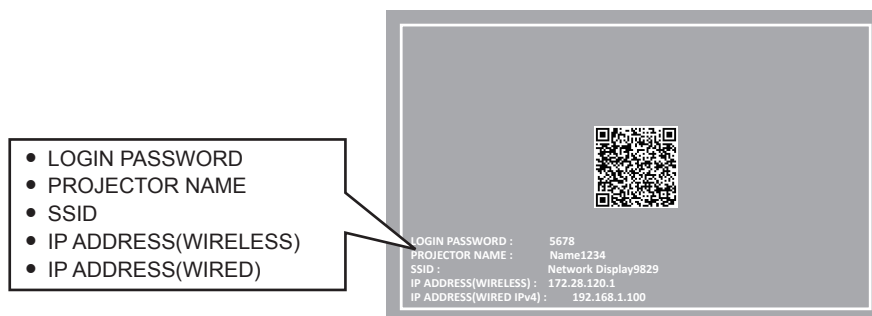 ● LOGIN PASSWORD
● PROJECTOR NAME
● SSID
● IP ADDRESS(WIRELESS)
● IP ADDRESS(WIRED)
LOGIN PASSWORD : 5678
PROJECTOR NAME : Name1234
SSID : Network Display9829
IP ADDRESS(WIRELESS) : 172.28.120.1
IP ADDRESS(WIRED IPv4) : 192.168.1.100